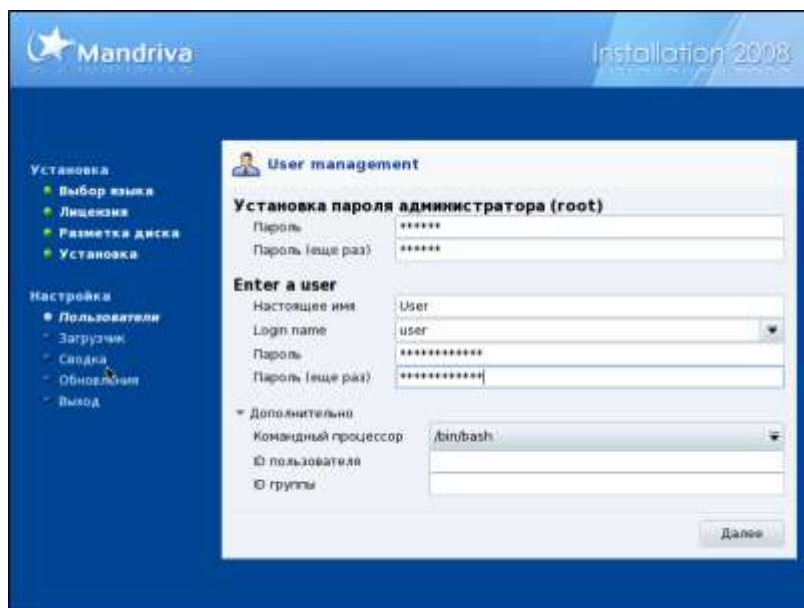 Mandriva
Installation 2008
Установка
Выбор языка
Лицензия
Разметка диска
Установка
Настройка
Пользователи
Загрузчик
Сводка
Обновления
Выход
User management
Установка пароля администратора (root)
Пароль ******
Пароль (еще раз) ******
Enter a user
Настоящее имя User
Login name user
Пароль ************
Пароль (еще раз) ************
Дополнительно
Командный процессор /bin/bash
ID пользователя
ID группы
Далее